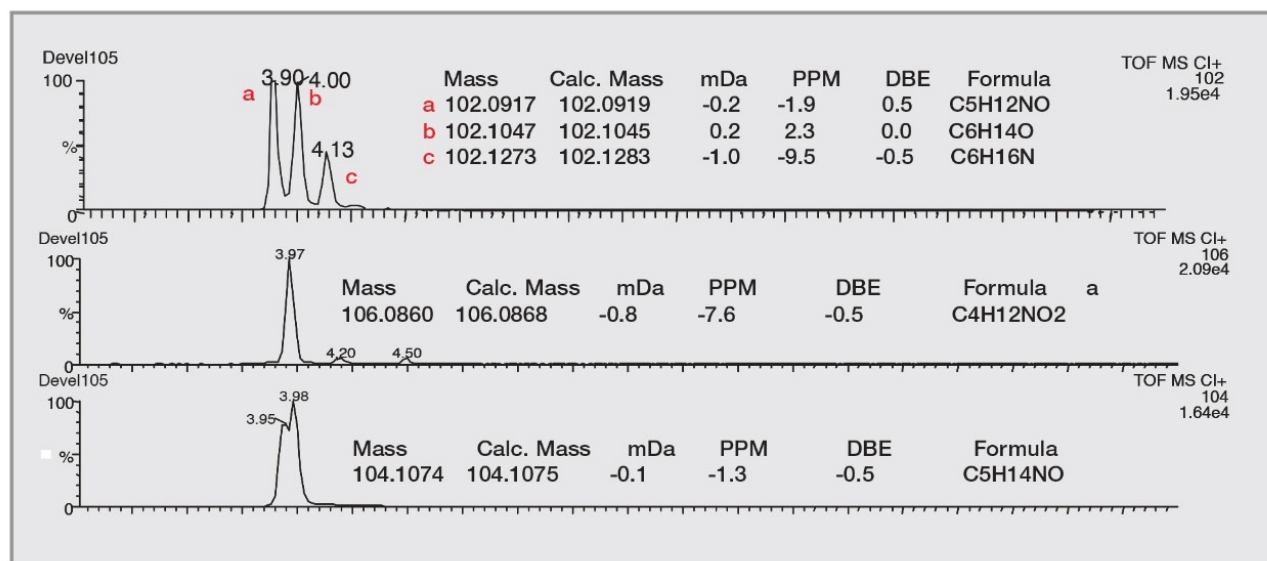 Devel105
TOF MS CI+
102
1.95e4
100
%
0
3.90
4.00
4.13
a
b
c
Mass Calc. Mass mDa PPM DBE Formula
a 102.0917 102.0919 -0.2 -1.9 0.5 C5H12NO
b 102.1047 102.1045 0.2 2.3 0.0 C6H14O
c 102.1273 102.1283 -1.0 -9.5 -0.5 C6H16N
Devel105
TOF MS CI+
106
2.09e4
100
%
0
3.97
4.20
4.50
Mass Calc. Mass mDa PPM DBE Formula a
106.0860 106.0868 -0.8 -7.6 -0.5 C4H12NO2
Devel105
TOF MS CI+
104
1.64e4
100
%
0
3.95
3.98
Mass Calc. Mass mDa PPM DBE Formula
104.1074 104.1075 -0.1 -1.3 -0.5 C5H14NO